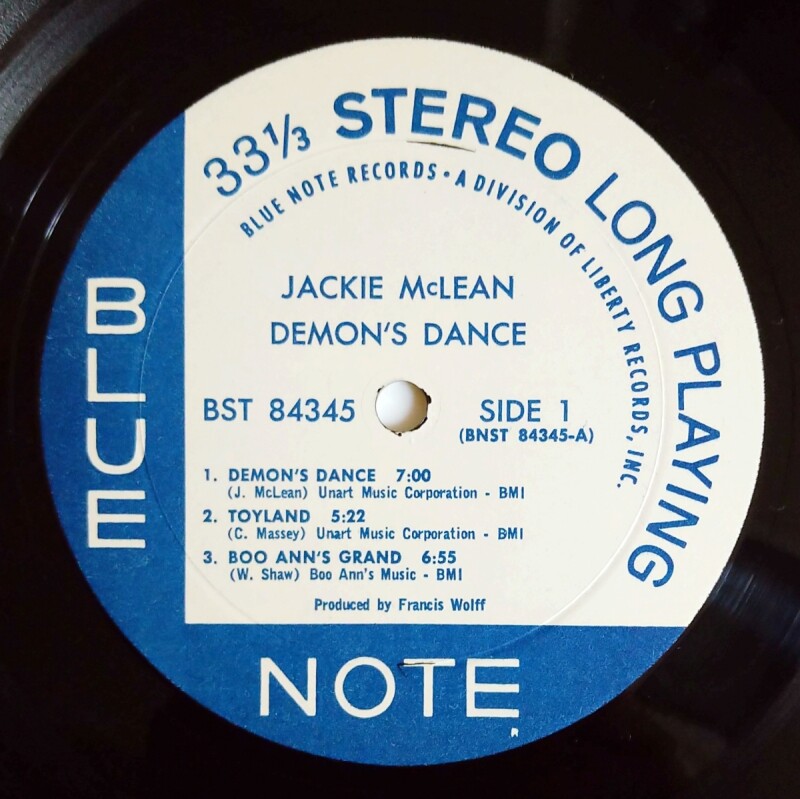 33⅓ STEREO LONG PLAYING
BLUE NOTE RECORDS • A DIVISION OF LIBERTY RECORDS, INC.
JACKIE McLEAN
DEMON'S DANCE
BST 84345
SIDE 1
(BNST 84345-A)
1. DEMON'S DANCE 7:00
(J. McLean) Unart Music Corporation - BMI
2. TOYLAND 5:22
(C. Massey) Unart Music Corporation - BMI
3. BOO ANN'S GRAND 6:55
(W. Shaw) Boo Ann's Music - BMI
Produced by Francis Wolff
BLUE
NOTE